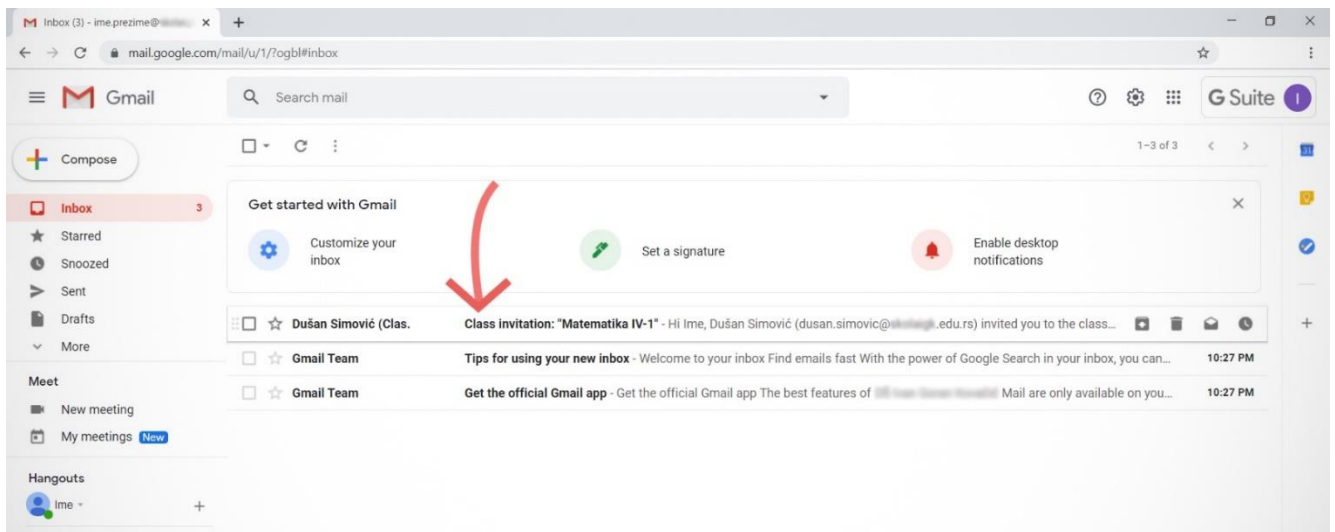 Inbox (3) - ime.prezime@
mail.google.com/mail/u/1/?ogbl#inbox
Gmail
Search mail
G Suite I
Compose
1–3 of 3
31
Inbox 3
Starred
Snoozed
Sent
Drafts
More
Get started with Gmail
Customize your
inbox
Set a signature
Enable desktop
notifications
Dušan Simović (Clas. Class invitation: "Matematika IV-1" - Hi Ime, Dušan Simović (dusan.simovic@ .edu.rs) invited you to the class...
Gmail Team Tips for using your new inbox - Welcome to your inbox Find emails fast With the power of Google Search in your inbox, you can... 10:27 PM
Gmail Team Get the official Gmail app - Get the official Gmail app The best features of Mail are only available on you... 10:27 PM
Meet
New meeting
My meetings New
Hangouts
Ime